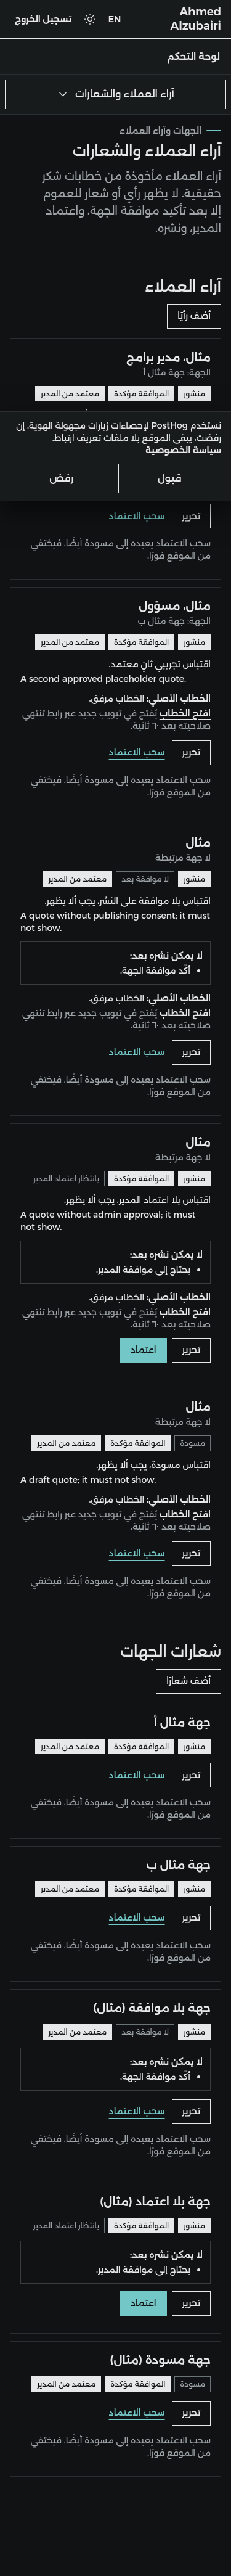 Ahmed
Alzubairi
EN
تسجيل الخروج
لوحة التحكم
آراء العملاء والشعارات
الجهات وآراء العملاء
آراء العملاء والشعارات
آراء العملاء مأخوذة من خطابات شكر
حقيقية. لا يظهر رأي أو شعار للعموم
إلا بعد تأكيد موافقة الجهة، واعتماد
المدير، ونشره.
آراء العملاء
أضف رأيًا
مثال، مدير برامج
الجهة: جهة مثال أ
منشور
الموافقة مؤكدة
معتمد من المدير
نستخدم PostHog لإحصاءات زيارات مجهولة الهوية. إن
رفضت، يبقى الموقع بلا ملفات تعريف ارتباط.
سياسة الخصوصية
قبول
رفض
تحرير
سحب الاعتماد
سحب الاعتماد يعيده إلى مسودة أيضًا، فيختفي
من الموقع فورًا.
مثال، مسؤول
الجهة: جهة مثال ب
منشور
الموافقة مؤكدة
معتمد من المدير
اقتباس تجريبي ثانٍ معتمد.
A second approved placeholder quote.
الخطاب الأصلي: الخطاب مرفق.
افتح الخطاب يُفتح في تبويب جديد عبر رابط تنتهي
صلاحيته بعد ٦٠ ثانية.
تحرير
سحب الاعتماد
سحب الاعتماد يعيده إلى مسودة أيضًا، فيختفي
من الموقع فورًا.
مثال
لا جهة مرتبطة
منشور
لا موافقة بعد
معتمد من المدير
اقتباس بلا موافقة على النشر، يجب ألا يظهر.
A quote without publishing consent; it must
not show.
لا يمكن نشره بعد:
• أكّد موافقة الجهة.
الخطاب الأصلي: الخطاب مرفق.
افتح الخطاب يُفتح في تبويب جديد عبر رابط تنتهي
صلاحيته بعد ٦٠ ثانية.
تحرير
سحب الاعتماد
سحب الاعتماد يعيده إلى مسودة أيضًا، فيختفي
من الموقع فورًا.
مثال
لا جهة مرتبطة
منشور
الموافقة مؤكدة
بانتظار اعتماد المدير
اقتباس بلا اعتماد المدير، يجب ألا يظهر.
A quote without admin approval; it must
not show.
لا يمكن نشره بعد:
• يحتاج إلى موافقة المدير.
الخطاب الأصلي: الخطاب مرفق.
افتح الخطاب يُفتح في تبويب جديد عبر رابط تنتهي
صلاحيته بعد ٦٠ ثانية.
تحرير
اعتماد
مثال
لا جهة مرتبطة
مسودة
الموافقة مؤكدة
معتمد من المدير
اقتباس مسودة، يجب ألا يظهر.
A draft quote; it must not show.
الخطاب الأصلي: الخطاب مرفق.
افتح الخطاب يُفتح في تبويب جديد عبر رابط تنتهي
صلاحيته بعد ٦٠ ثانية.
تحرير
سحب الاعتماد
سحب الاعتماد يعيده إلى مسودة أيضًا، فيختفي
من الموقع فورًا.
شعارات الجهات
أضف شعارًا
جهة مثال أ
منشور
الموافقة مؤكدة
معتمد من المدير
تحرير
سحب الاعتماد
سحب الاعتماد يعيده إلى مسودة أيضًا، فيختفي
من الموقع فورًا.
جهة مثال ب
منشور
الموافقة مؤكدة
معتمد من المدير
تحرير
سحب الاعتماد
سحب الاعتماد يعيده إلى مسودة أيضًا، فيختفي
من الموقع فورًا.
جهة بلا موافقة (مثال)
منشور
لا موافقة بعد
معتمد من المدير
لا يمكن نشره بعد:
• أكّد موافقة الجهة.
تحرير
سحب الاعتماد
سحب الاعتماد يعيده إلى مسودة أيضًا، فيختفي
من الموقع فورًا.
جهة بلا اعتماد (مثال)
منشور
الموافقة مؤكدة
بانتظار اعتماد المدير
لا يمكن نشره بعد:
• يحتاج إلى موافقة المدير.
تحرير
اعتماد
جهة مسودة (مثال)
مسودة
الموافقة مؤكدة
معتمد من المدير
تحرير
سحب الاعتماد
سحب الاعتماد يعيده إلى مسودة أيضًا، فيختفي
من الموقع فورًا.